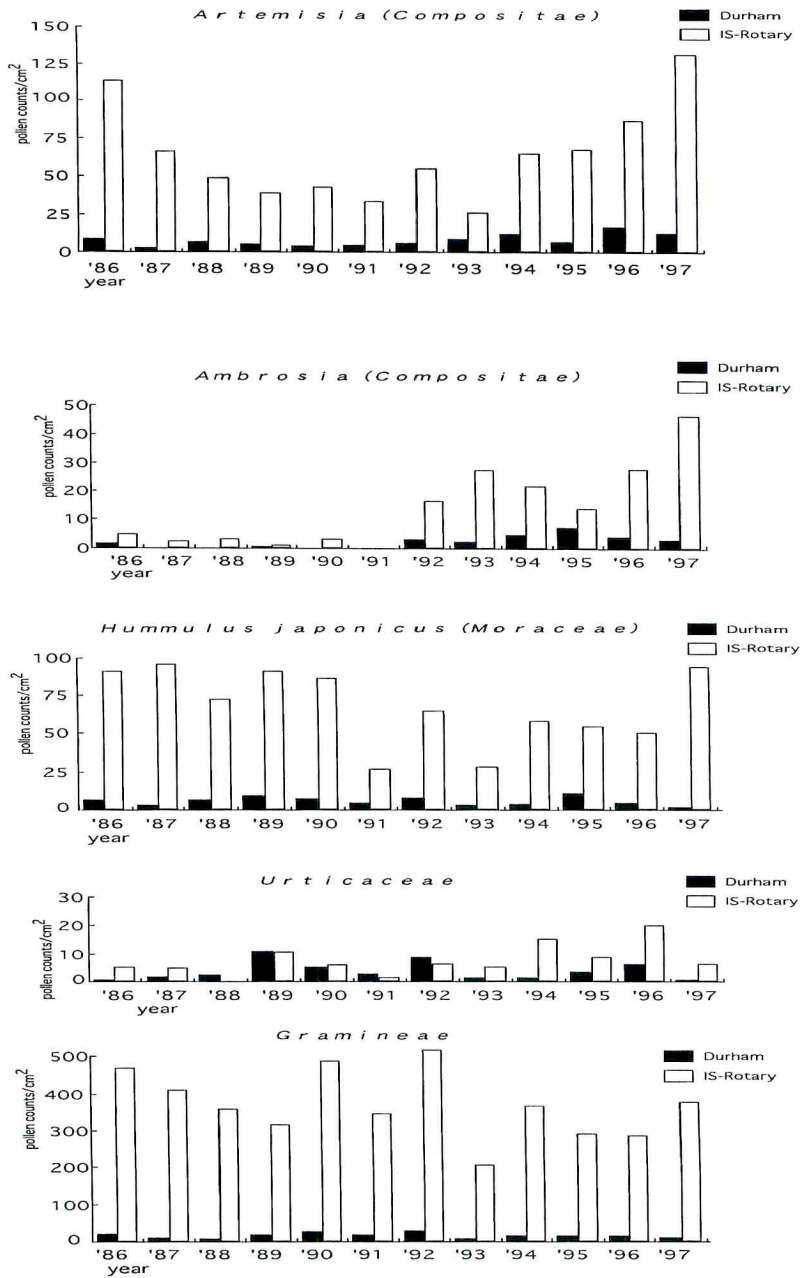 Artemisia (Compositae)
Durham
IS-Rotary
pollen counts/cm²
150
125
100
75
50
25
0
'86 '87 '88 '89 '90 '91 '92 '93 '94 '95 '96 '97
year
Ambrosia (Compositae)
Durham
IS-Rotary
pollen counts/cm²
50
40
30
20
10
0
'86 '87 '88 '89 '90 '91 '92 '93 '94 '95 '96 '97
year
Hummulus japonicus (Moraceae)
Durham
IS-Rotary
pollen counts/cm²
100
75
50
25
0
'86 '87 '88 '89 '90 '91 '92 '93 '94 '95 '96 '97
year
Urticaceae
Durham
IS-Rotary
pollen counts/cm²
30
20
10
0
'86 '87 '88 '89 '90 '91 '92 '93 '94 '95 '96 '97
year
Gramineae
Durham
IS-Rotary
pollen counts/cm²
500
400
300
200
100
0
'86 '87 '88 '89 '90 '91 '92 '93 '94 '95 '96 '97
year